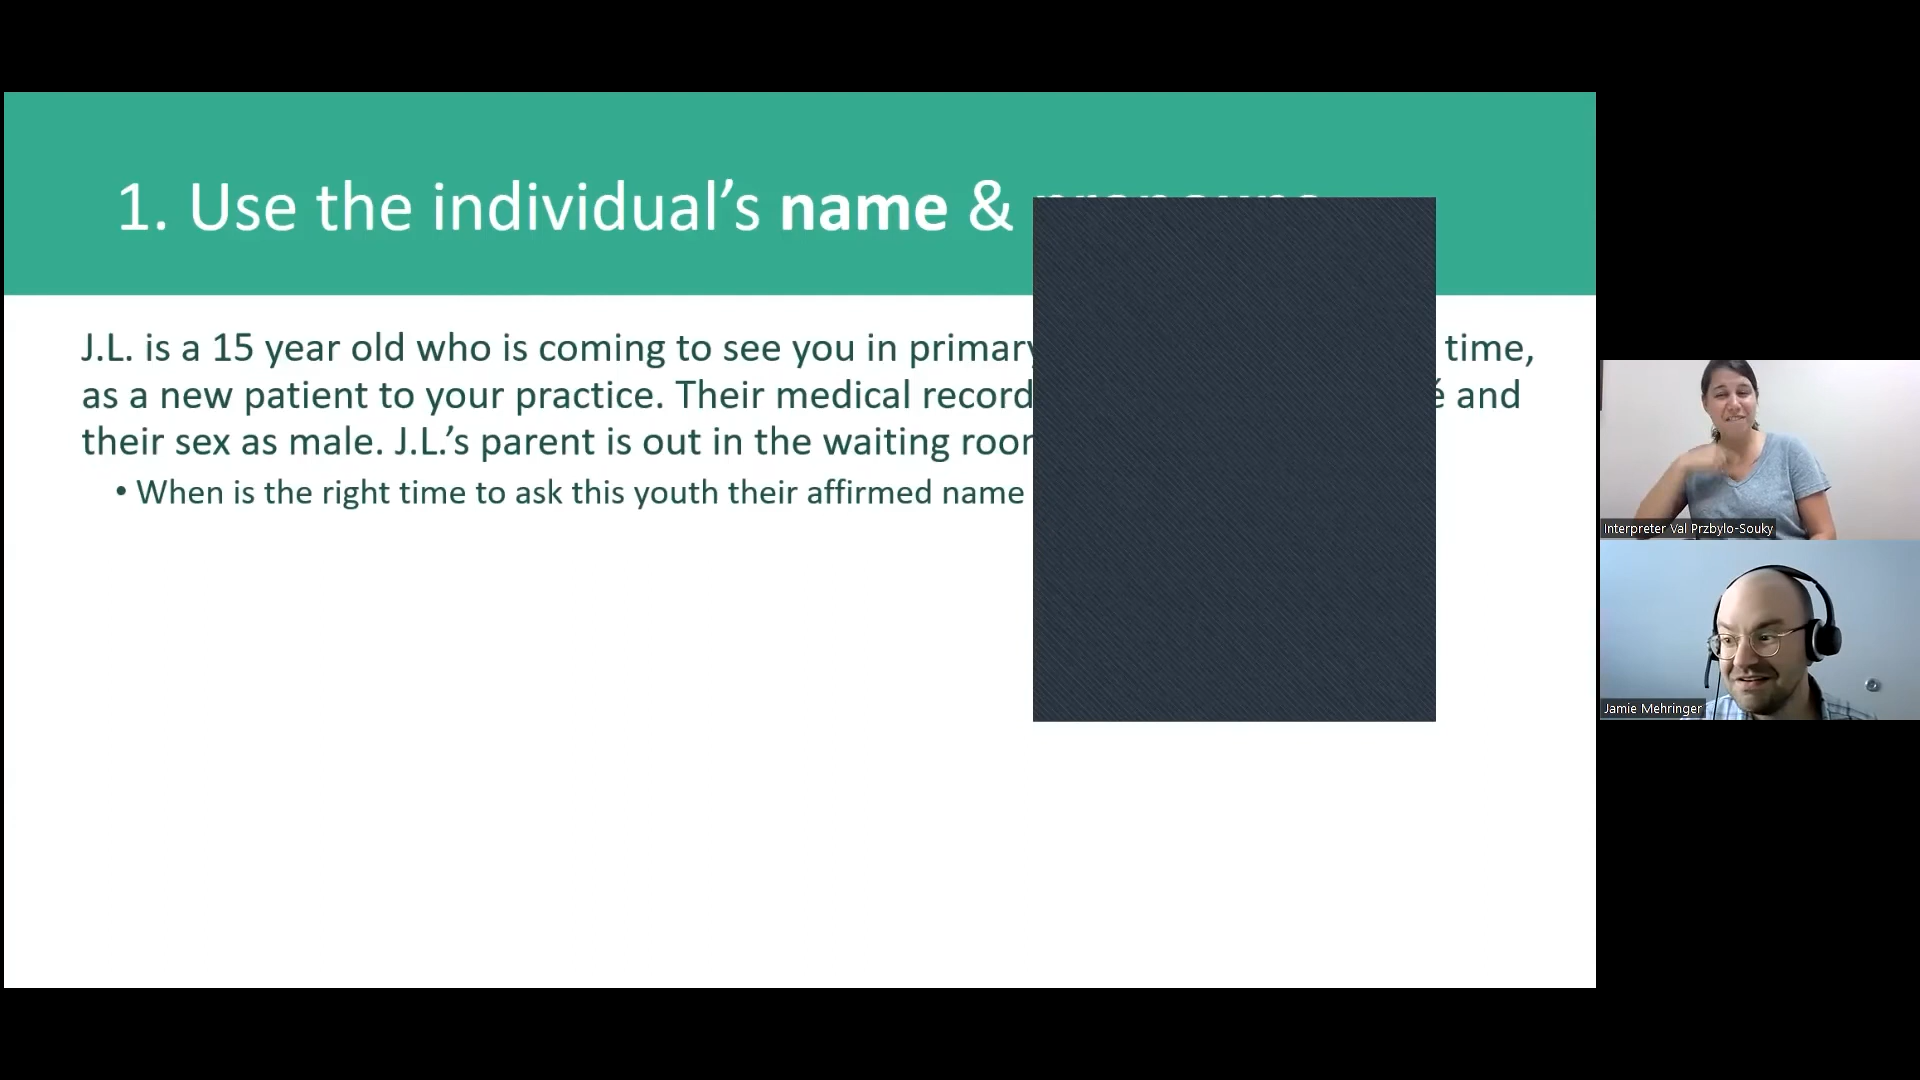 1. Use the individual’s name &
J.L. is a 15 year old who is coming to see you in primary time,
as a new patient to your practice. Their medical record and
their sex as male. J.L.’s parent is out in the waiting
• When is the right time to ask this youth their affirmed name
Interpreter Val Przbylo-Souky
Jamie Mehringer